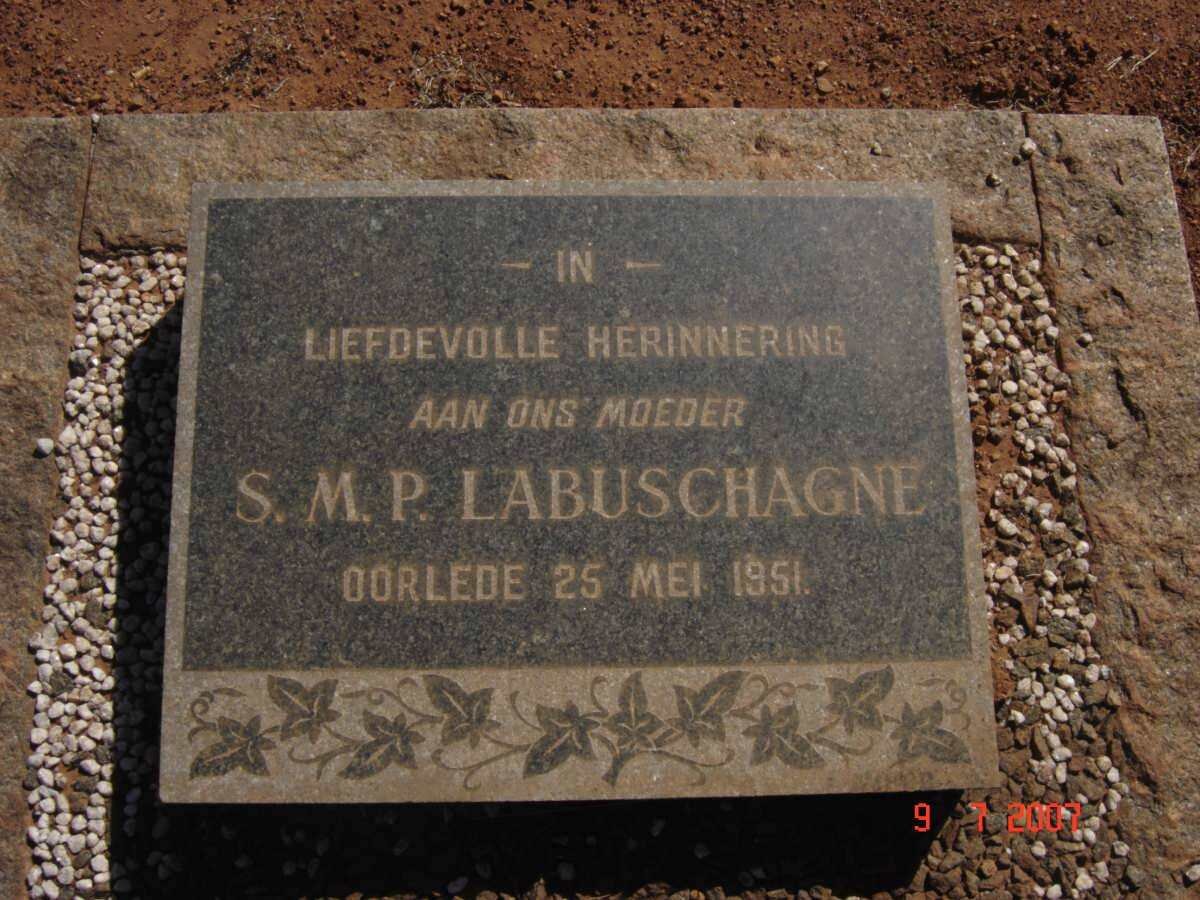 - IN -
LIEFDEVOLLE HERINNERING
AAN ONS MOEDER
S. M. P. LABUSCHAGNE
OORLEDE 25 MEI 1951.
9 7 2007